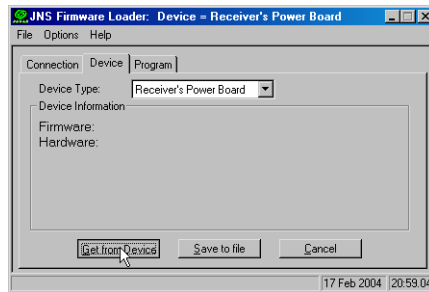 JNS Firmware Loader: Device = Receiver's Power Board
File Options Help
Connection Device Program
Device Type: Receiver's Power Board
Device Information
Firmware:
Hardware:
Get from Device Save to file Cancel
17 Feb 2004 20:59.04